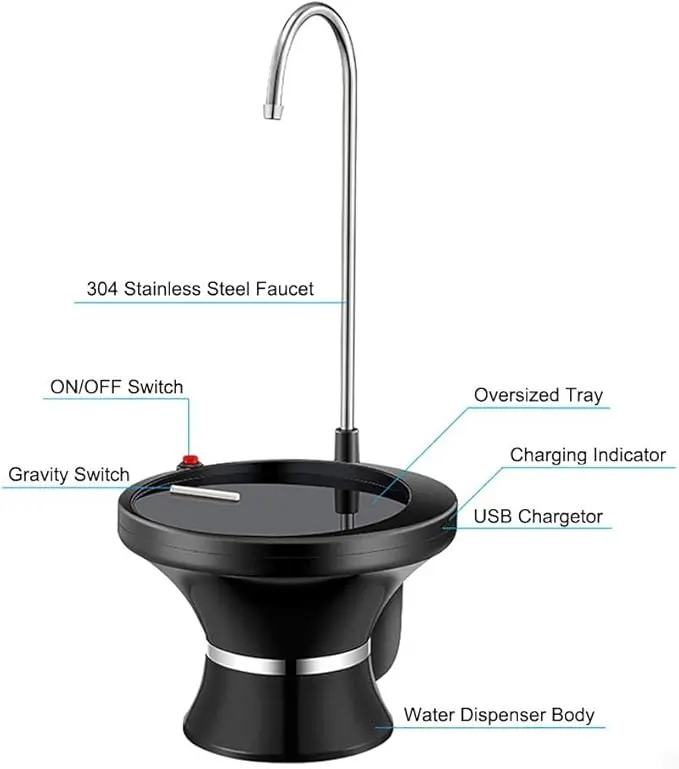 304 Stainless Steel Faucet
ON/OFF Switch
Oversized Tray
Charging Indicator
Gravity Switch
USB Chargetor
Water Dispenser Body